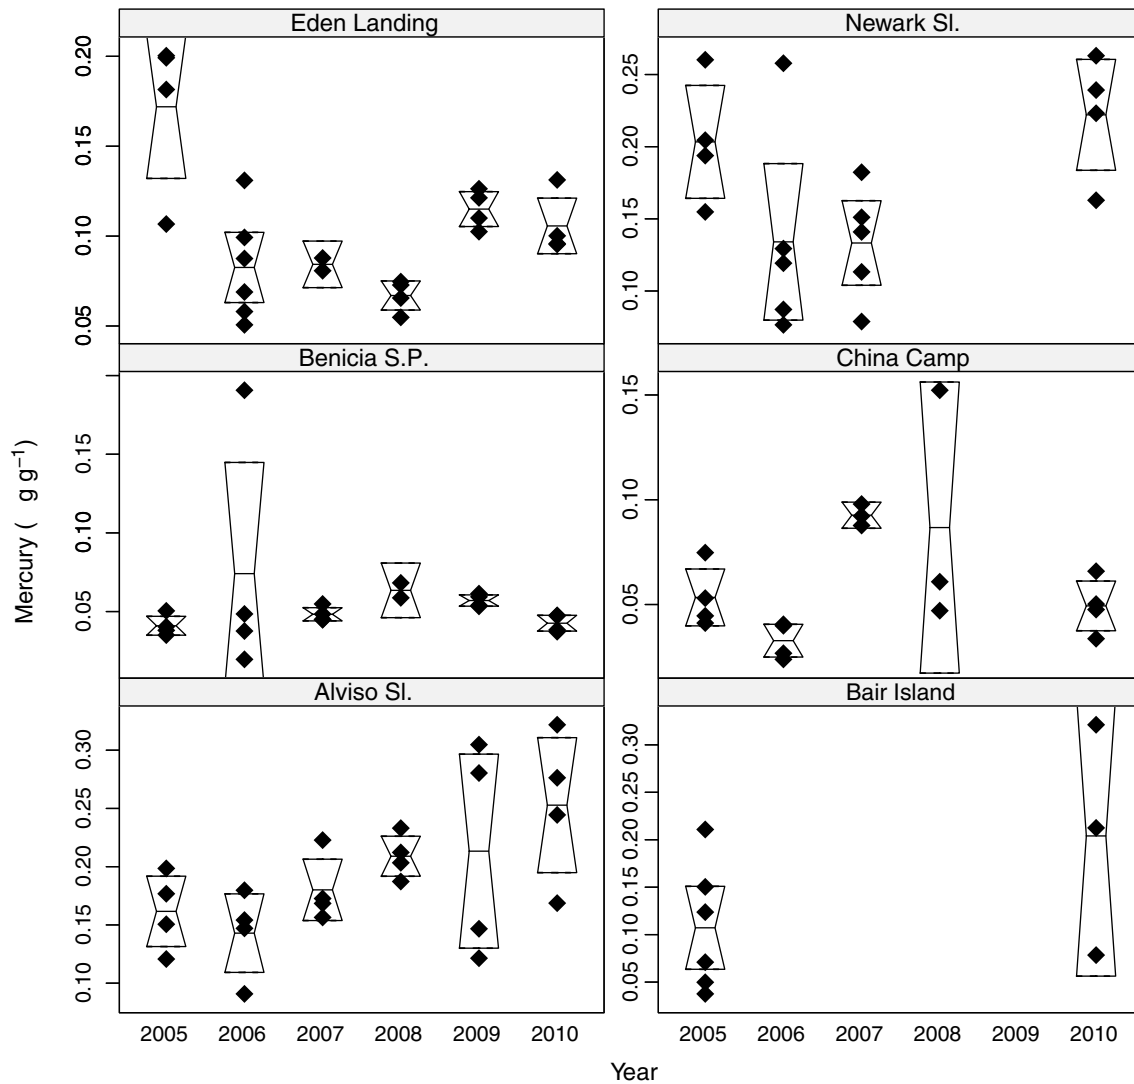 Eden Landing
Newark Sl.
0.05 0.10 0.15 0.20
0.10 0.15 0.20 0.25
Benicia S.P.
China Camp
0.05 0.10 0.15
0.05 0.10 0.15
Alviso Sl.
Bair Island
0.10 0.15 0.20 0.25 0.30
0.05 0.10 0.15 0.20 0.25 0.30
Mercury ( g g−1)
2005 2006 2007 2008 2009 2010
2005 2006 2007 2008 2009 2010
Year